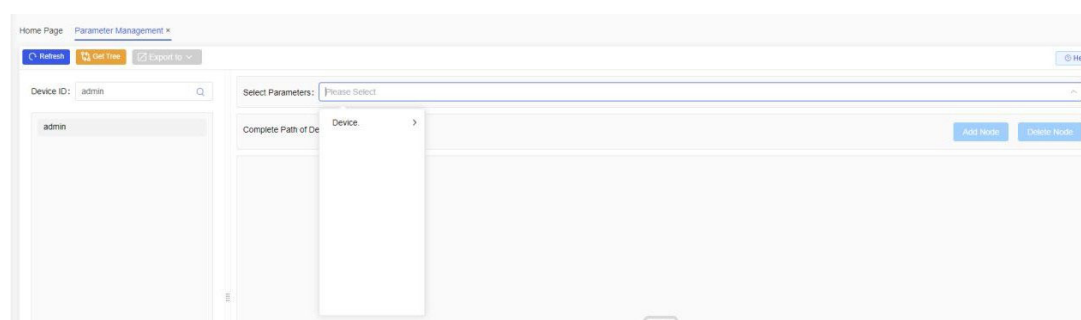 Home Page Parameter Management ×
Refresh Get Tree Export to
Device ID: admin
Select Parameters: Please Select
admin
Device.
Complete Path of De
Add Node Delete Node